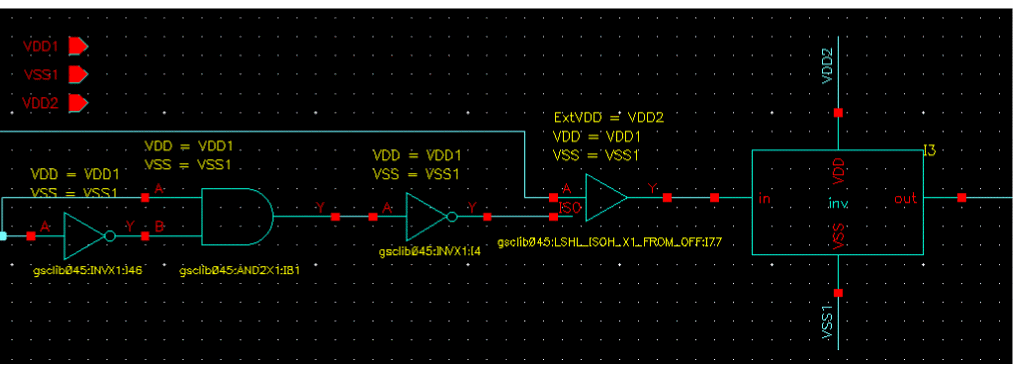 VDD1
VSS1
VDD2
VDD = VDD1
VSS = VSS1
A
Y
gsclib045:INVX1:I46
VDD = VDD1
VSS = VSS1
A
B
Y
gsclib045:AND2X1:I81
VDD = VDD1
VSS = VSS1
A
Y
gsclib045:INVX1:I4
ExtVDD = VDD2
VDD = VDD1
VSS = VSS1
A
ISO
Y
gsclib045:LSHL_ISOH_X1_FROM_OFF:I77
VDD2
I3
VDD
in
inv
out
VSS
VSS1